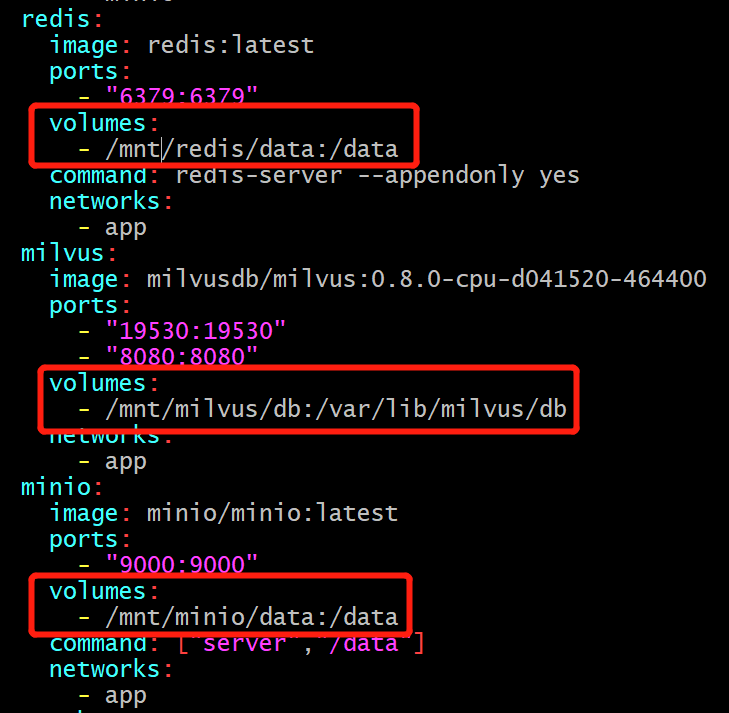 redis:
image: redis:latest
ports:
- "6379:6379"
volumes:
- /mnt/redis/data:/data
command: redis-server --appendonly yes
networks:
- app
milvus:
image: milvusdb/milvus:0.8.0-cpu-d041520-464400
ports:
- "19530:19530"
- "8080:8080"
volumes:
- /mnt/milvus/db:/var/lib/milvus/db
networks:
- app
minio:
image: minio/minio:latest
ports:
- "9000:9000"
volumes:
- /mnt/minio/data:/data
command: ["server","/data"]
networks:
- app